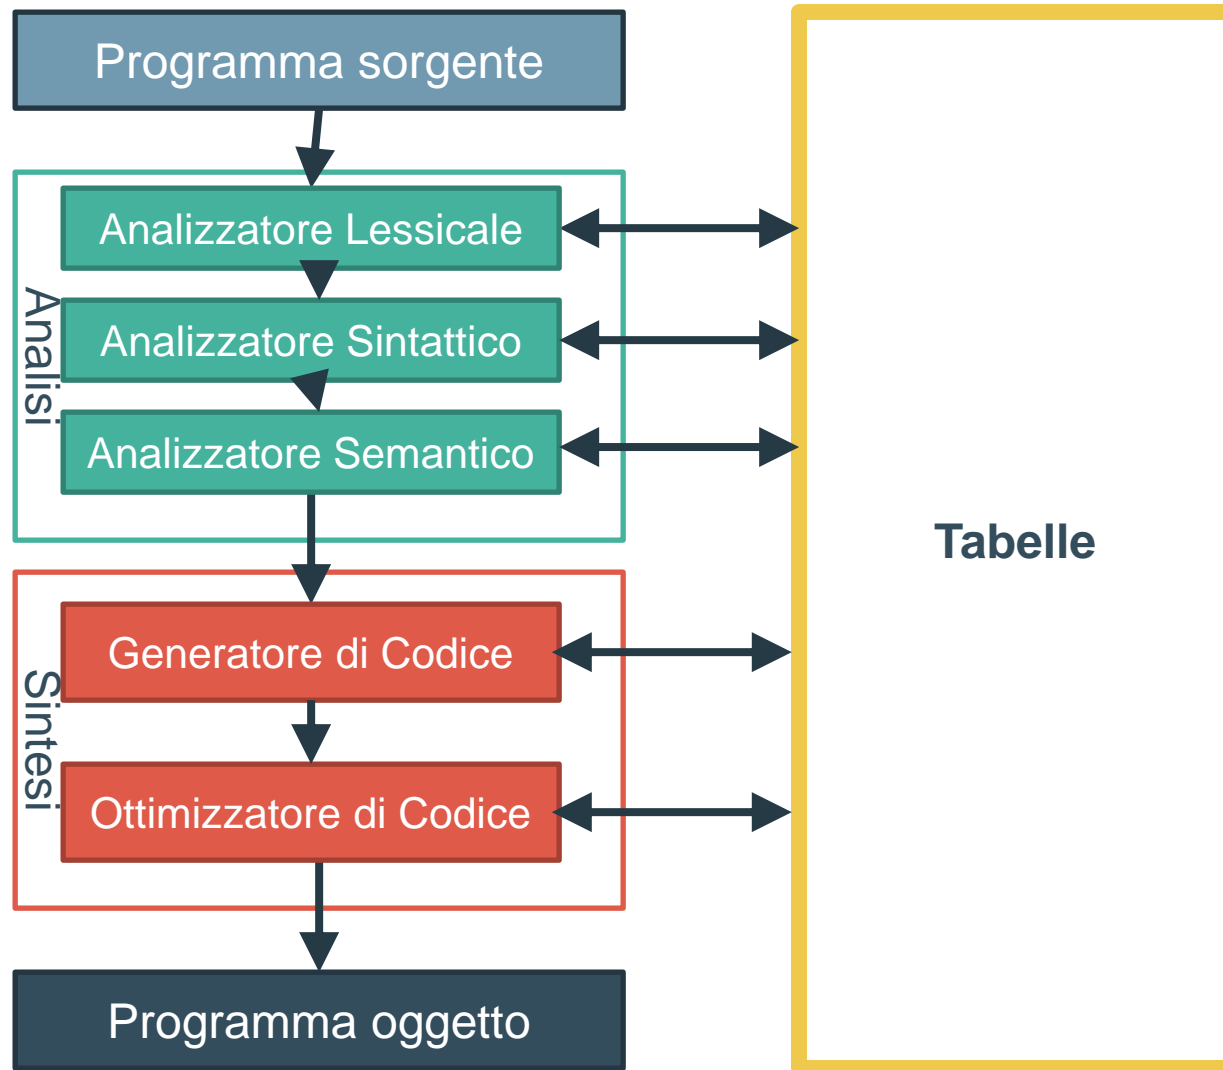 Programma sorgente
Analisi
Analizzatore Lessicale
Analizzatore Sintattico
Analizzatore Semantico
Tabelle
Sintesi
Generatore di Codice
Ottimizzatore di Codice
Programma oggetto